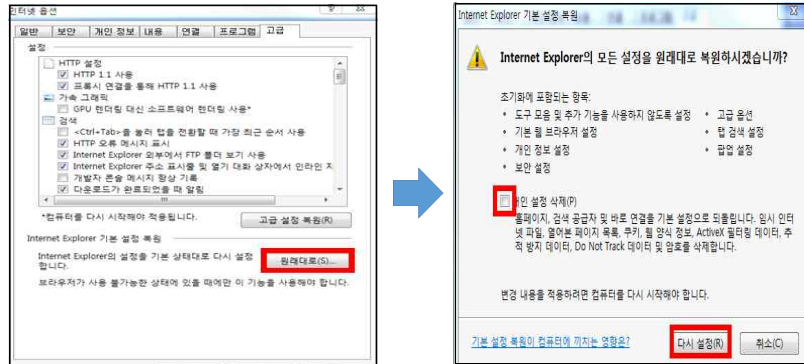 인터넷 옵션
일반 보안 개인 정보 내용 연결 프로그램 고급
설정
HTTP 설정
HTTP 1.1 사용
프록시 연결을 통해 HTTP 1.1 사용
가속 그래픽
GPU 렌더링 대신 소프트웨어 렌더링 사용*
검색
<Ctrl+Tab>을 눌러 탭을 전환할 때 가장 최근 순서 사용
HTTP 오류 메시지 표시
Internet Explorer 외부에서 FTP 폴더 보기 사용
Internet Explorer 주소 표시줄 및 열기 대화 상자에서 인라인 자
개발자 콘솔 메시지 항상 기록
다운로드가 완료되었을 때 알림
*컴퓨터를 다시 시작해야 적용됩니다.
고급 설정 복원(R)
Internet Explorer 기본 설정 복원
Internet Explorer의 설정을 기본 상태대로 다시 설정
합니다.
원래대로(S)...
브라우저가 사용 불가능한 상태에 있을 때에만 이 기능을 사용해야 합니다.
Internet Explorer 기본 설정 복원
Internet Explorer의 모든 설정을 원래대로 복원하시겠습니까?
초기화에 포함되는 항목:
• 도구 모음 및 추가 기능을 사용하지 않도록 설정 • 고급 옵션
• 기본 웹 브라우저 설정 • 탭 검색 설정
• 개인 정보 설정 • 팝업 설정
• 보안 설정
개인 설정 삭제(P)
홈페이지, 검색 공급자 및 바로 연결을 기본 설정으로 되돌립니다. 임시 인터
넷 파일, 열어본 페이지 목록, 쿠키, 웹 양식 정보, ActiveX 필터링 데이터, 추
적 방지 데이터, Do Not Track 데이터 및 암호를 삭제합니다.
변경 내용을 적용하려면 컴퓨터를 다시 시작해야 합니다.
기본 설정 복원이 컴퓨터에 끼치는 영향은?
다시 설정(R)
취소(C)